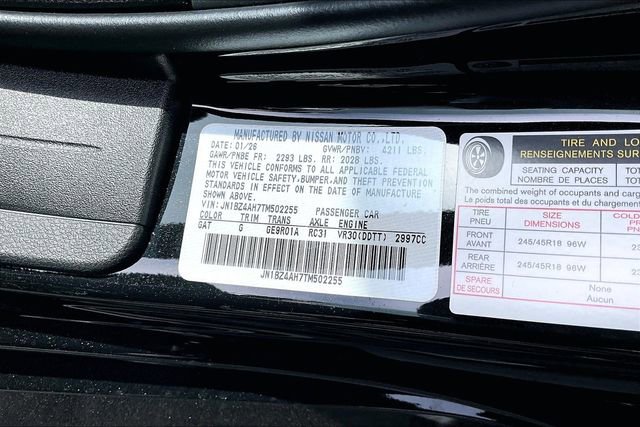 MANUFACTURED BY NISSAN MOTOR CO.,LTD.
DATE: 01/26 GVWR/PNBV: 4211 LBS.
GAWR/PNBE FR: 2293 LBS. RR: 2028 LBS.
THIS VEHICLE CONFORMS TO ALL APPLICABLE FEDERAL
MOTOR VEHICLE SAFETY, BUMPER, AND THEFT PREVENTION
STANDARDS IN EFFECT ON THE DATE OF MANUFACTURE
SHOWN ABOVE.
VIN: JN1BZ4AH7TM502255 PASSENGER CAR
COLOR TRIM TRANS AXLE ENGINE
GAT G GE9R01A RC31 VR30(DDTT) 2997CC
JN1BZ4AH7TM502255
TIRE AND LO
RENSEIGNEMENTS SUR
SEATING CAPACITY TOT
NOMBRE DE PLACES TOT
The combined weight of occupants and carg
Le poids total des occupants et du chargemen
TIRE SIZE COLD
PNEU DIMENSIONS PRES
FRONT 245/45R18 96W 23
AVANT
REAR 245/45R18 96W 23
ARRIÈRE
SPARE None
DE SECOURS Aucun